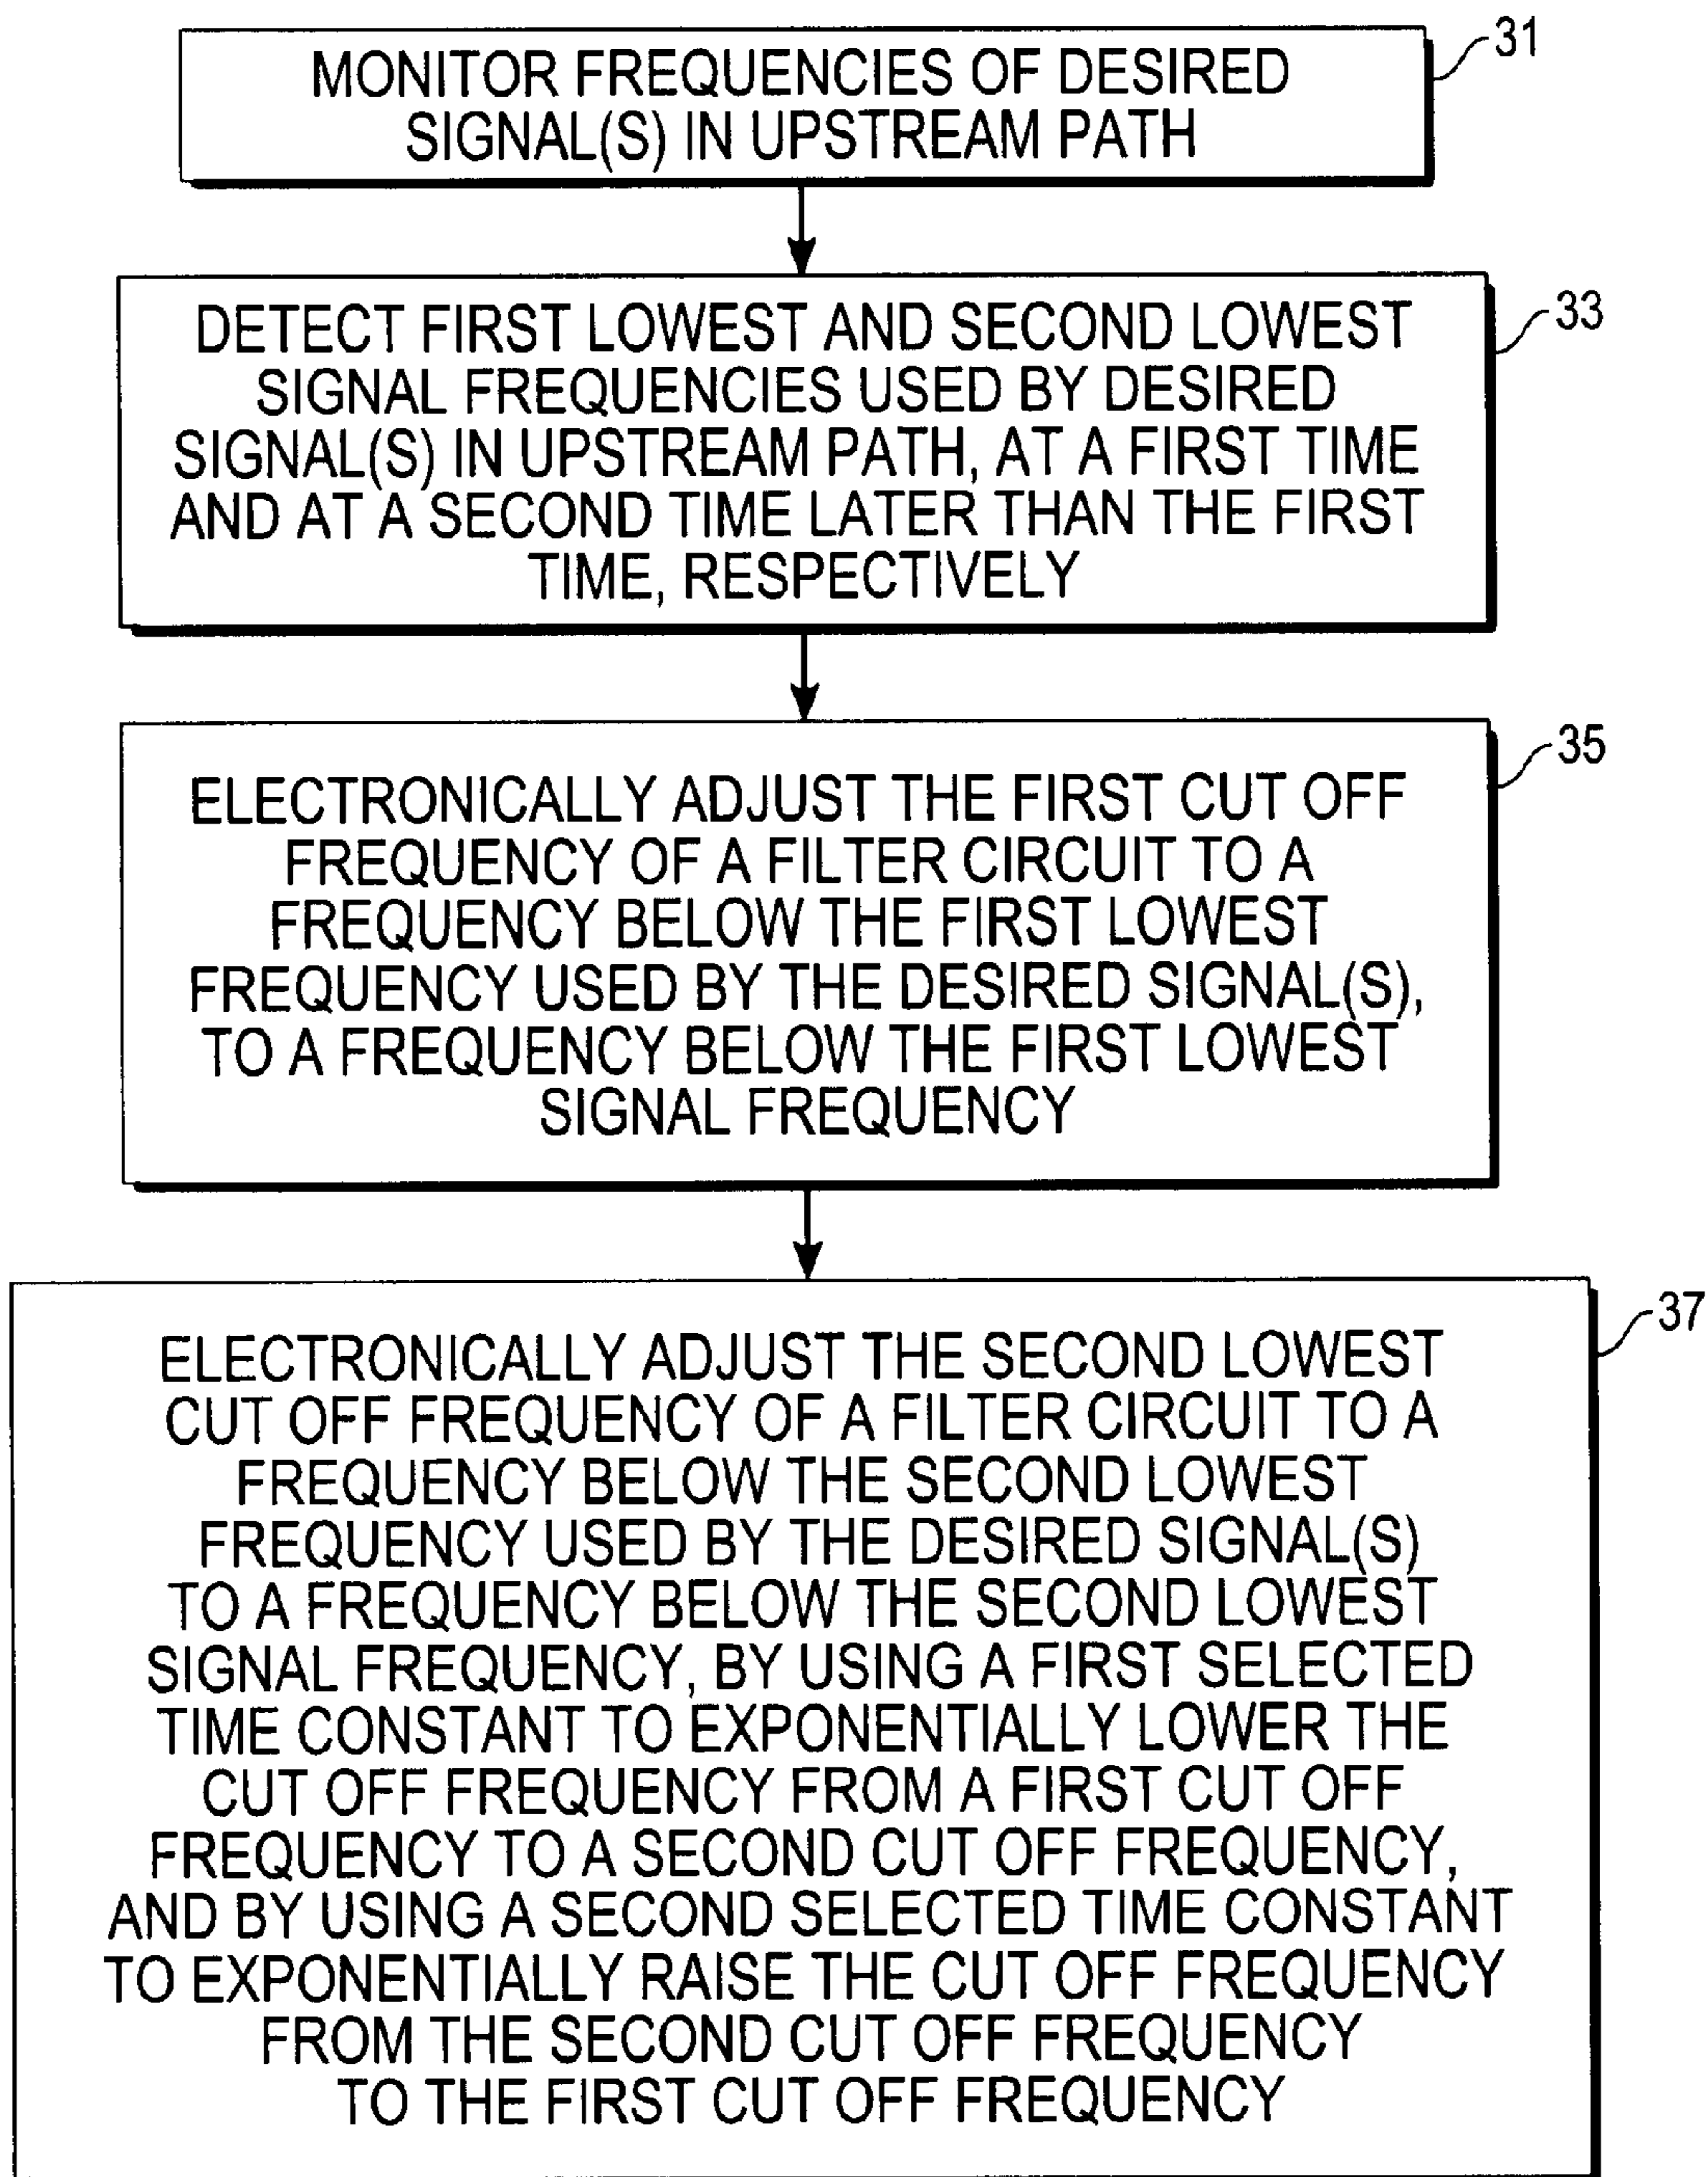 MONITOR FREQUENCIES OF DESIRED
SIGNAL(S) IN UPSTREAM PATH
31
DETECT FIRST LOWEST AND SECOND LOWEST
SIGNAL FREQUENCIES USED BY DESIRED
SIGNAL(S) IN UPSTREAM PATH, AT A FIRST TIME
AND AT A SECOND TIME LATER THAN THE FIRST
TIME, RESPECTIVELY
33
ELECTRONICALLY ADJUST THE FIRST CUT OFF
FREQUENCY OF A FILTER CIRCUIT TO A
FREQUENCY BELOW THE FIRST LOWEST
FREQUENCY USED BY THE DESIRED SIGNAL(S),
TO A FREQUENCY BELOW THE FIRST LOWEST
SIGNAL FREQUENCY
35
ELECTRONICALLY ADJUST THE SECOND LOWEST
CUT OFF FREQUENCY OF A FILTER CIRCUIT TO A
FREQUENCY BELOW THE SECOND LOWEST
FREQUENCY USED BY THE DESIRED SIGNAL(S)
TO A FREQUENCY BELOW THE SECOND LOWEST
SIGNAL FREQUENCY, BY USING A FIRST SELECTED
TIME CONSTANT TO EXPONENTIALLY LOWER THE
CUT OFF FREQUENCY FROM A FIRST CUT OFF
FREQUENCY TO A SECOND CUT OFF FREQUENCY,
AND BY USING A SECOND SELECTED TIME CONSTANT
TO EXPONENTIALLY RAISE THE CUT OFF FREQUENCY
FROM THE SECOND CUT OFF FREQUENCY
TO THE FIRST CUT OFF FREQUENCY
37